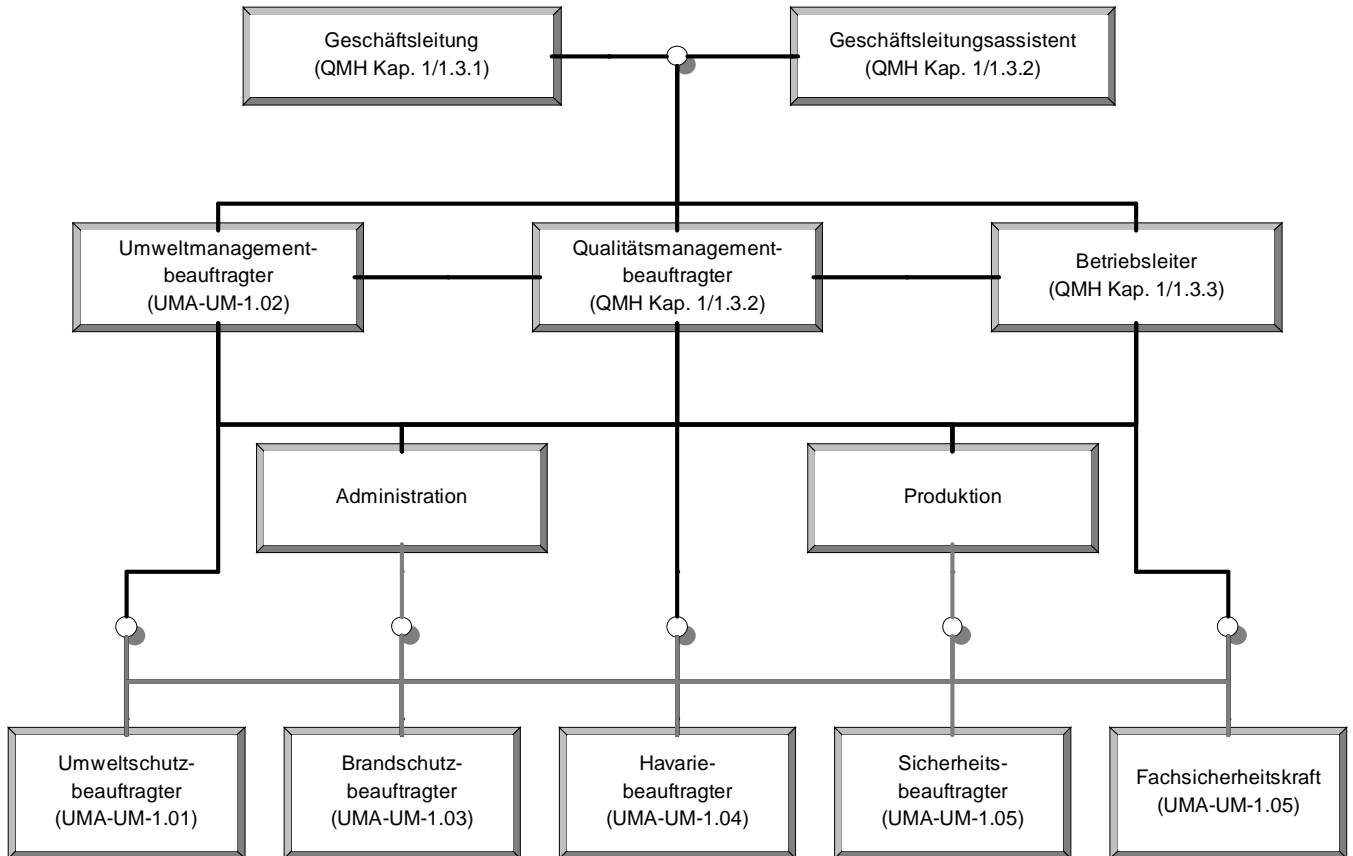 Geschäftsleitung
(QMH Kap. 1/1.3.1)
Geschäftsleitungsassistent
(QMH Kap. 1/1.3.2)
Umweltmanagement-
beauftragter
(UMA-UM-1.02)
Qualitätsmanagement-
beauftragter
(QMH Kap. 1/1.3.2)
Betriebsleiter
(QMH Kap. 1/1.3.3)
Administration
Produktion
Umweltschutz-
beauftragter
(UMA-UM-1.01)
Brandschutz-
beauftragter
(UMA-UM-1.03)
Havarie-
beauftragter
(UMA-UM-1.04)
Sicherheits-
beauftragter
(UMA-UM-1.05)
Fachsicherheitskraft
(UMA-UM-1.05)